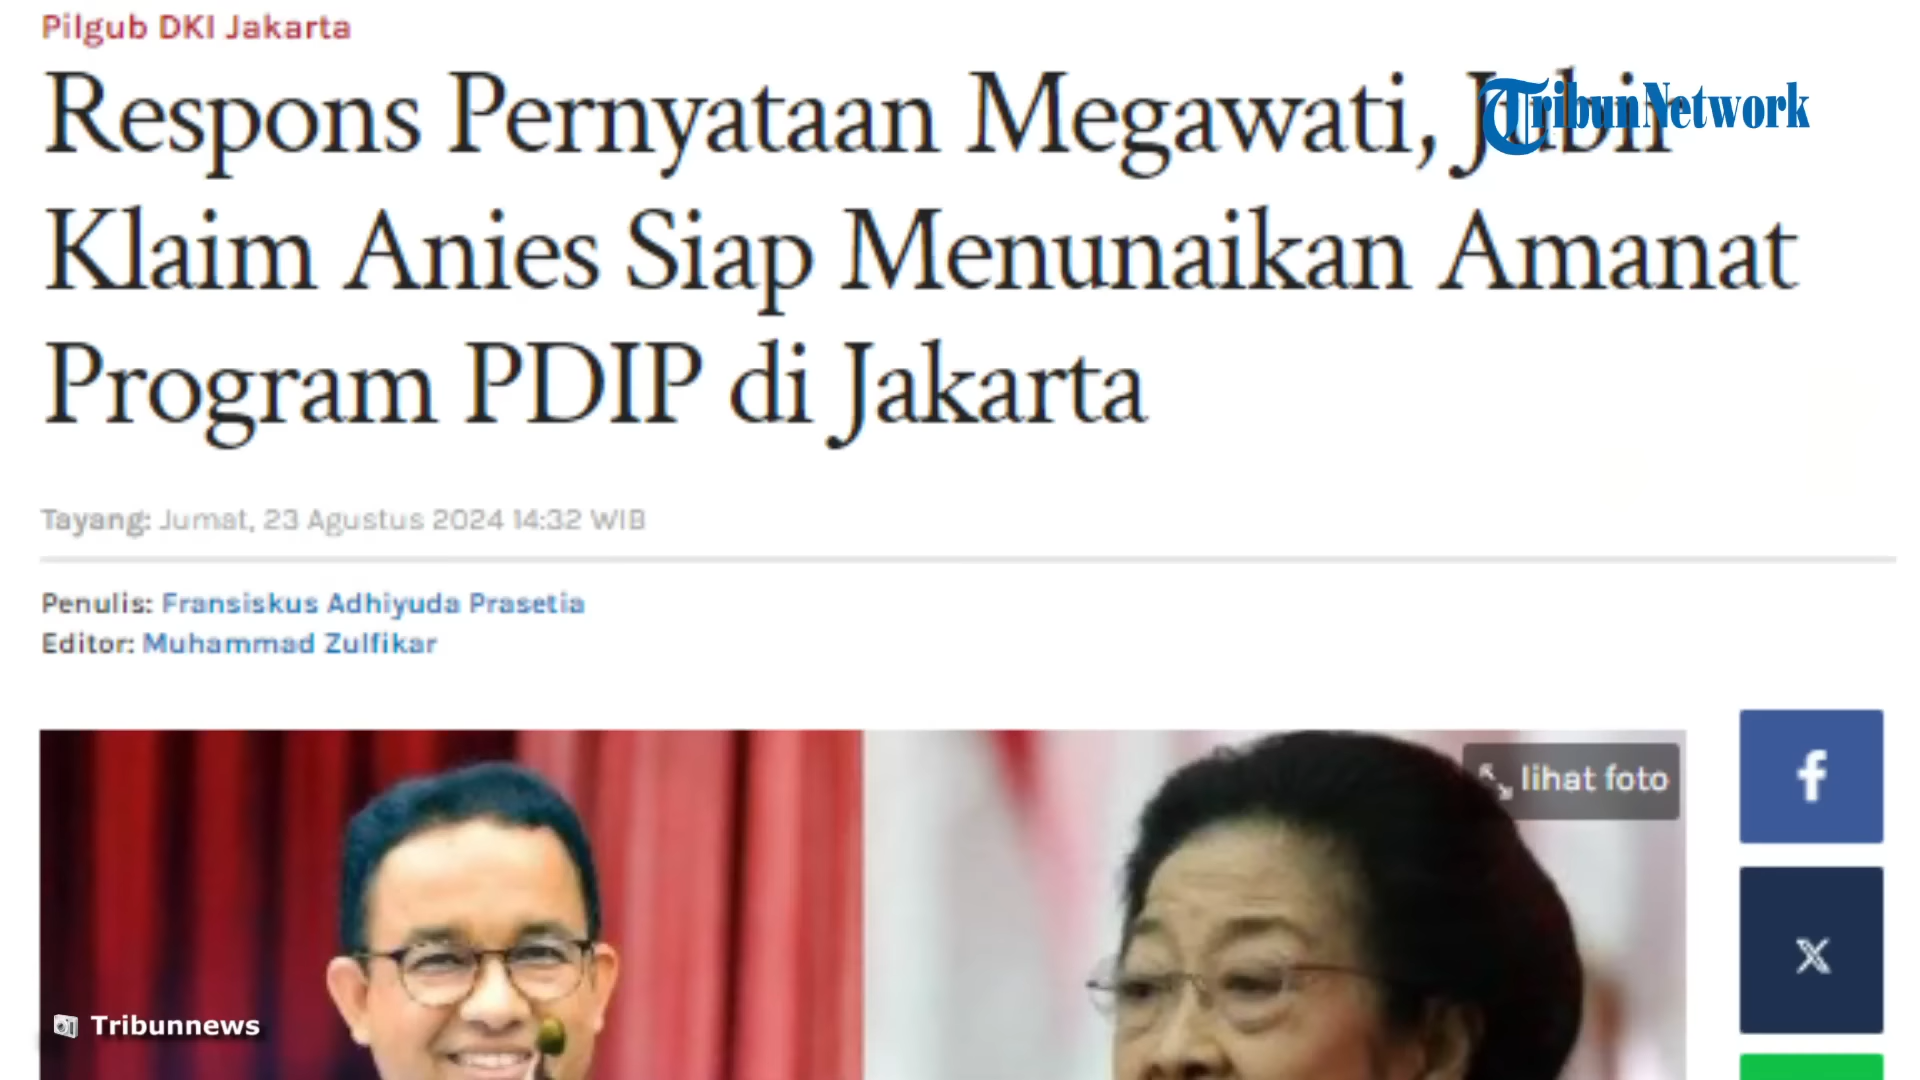 Pilgub DKI Jakarta
Respons Pernyataan Megawati, Jubir
TribunNetwork
Klaim Anies Siap Menunaikan Amanat
Program PDIP di Jakarta
Tayang: Jumat, 23 Agustus 2024 14:32 WIB
Penulis: Fransiskus Adhiyuda Prasetia
Editor: Muhammad Zulfikar
lihat foto
f
X
Tribunnews